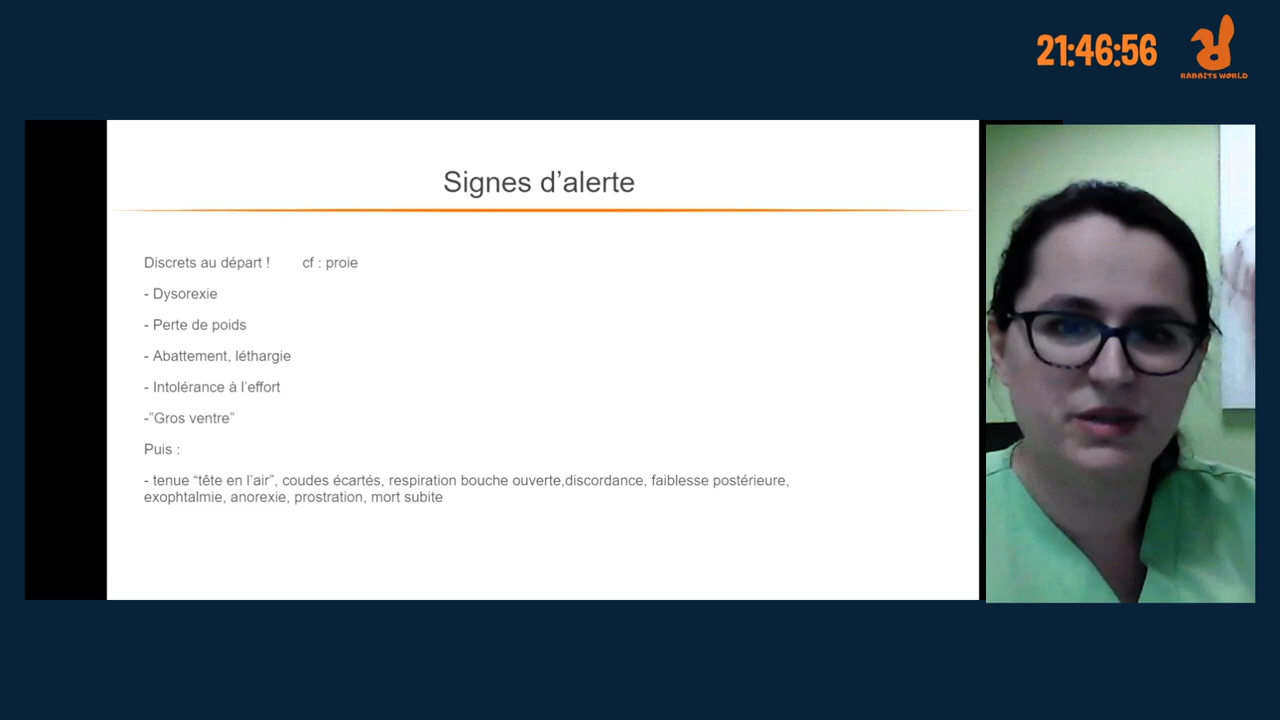 21:46:56
RABBITS WORLD
Signes d’alerte
Discrets au départ ! cf : proie
- Dysorexie
- Perte de poids
- Abattement, léthargie
- Intolérance à l’effort
-”Gros ventre”
Puis :
- tenue “tête en l’air”, coudes écartés, respiration bouche ouverte,discordance, faiblesse postérieure,
exophtalmie, anorexie, prostration, mort subite